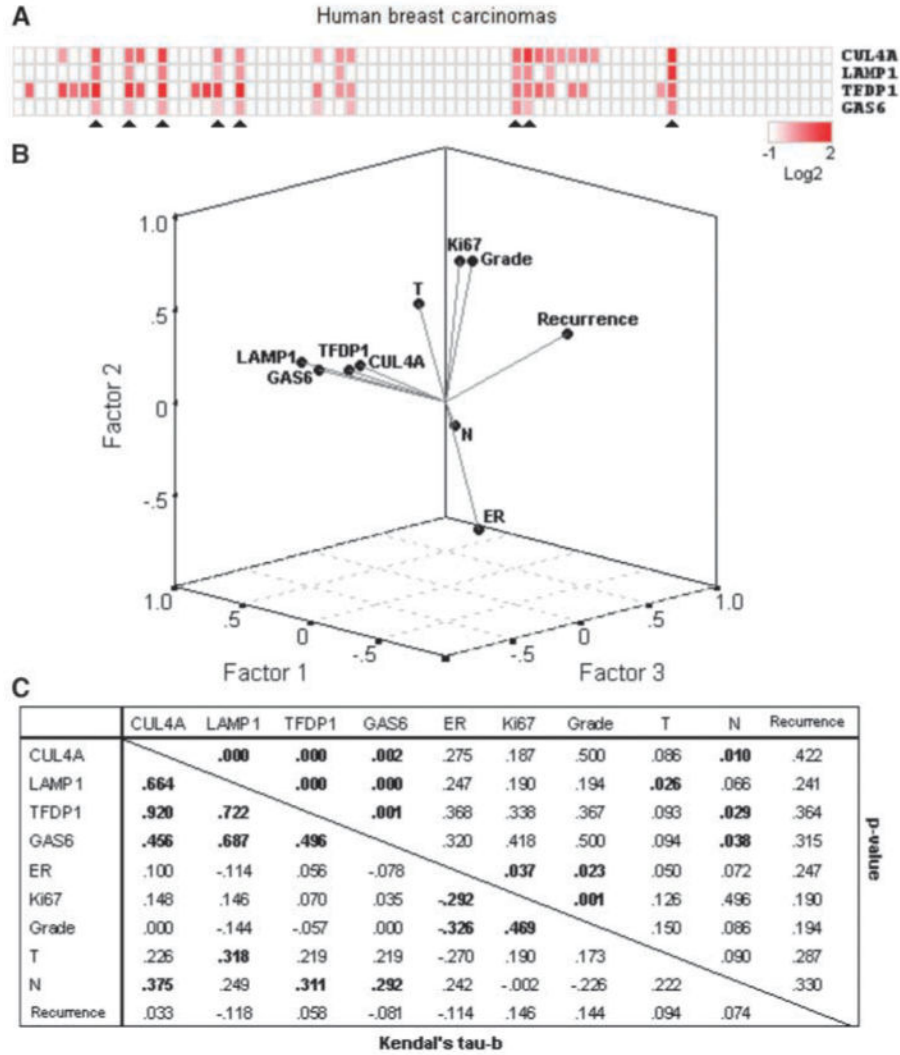 A
Human breast carcinomas
CUL4A
LAMP1
TFDP1
GAS6
-1 2
Log2
B
1.0
.5
0
-.5
Factor 2
Ki67
Grade
T
Recurrence
LAMP1
TFDP1
CUL4A
GAS6
N
ER
1.0 .5 0 -.5
Factor 1
-.5 0 .5 1.0
Factor 3
C
CUL4A LAMP1 TFDP1 GAS6 ER Ki67 Grade T N Recurrence
CUL4A .000 .000 .002 .275 .187 .500 .086 .010 .422
LAMP1 .664 .000 .000 .247 .190 .194 .026 .066 .241
TFDP1 .920 .722 .001 .368 .338 .367 .093 .029 .364
GAS6 .456 .687 .496 .320 .418 .500 .094 .038 .315
ER .100 -.114 .056 -.078 .037 .023 .050 .072 .247
Ki67 .148 .146 .070 .035 -.292 .001 .126 .496 .190
Grade .000 -.144 -.057 .000 -.326 .469 .150 .086 .194
T .226 .318 .219 .219 -.270 .190 .173 .090 .287
N .375 .249 .311 .292 .242 -.002 -.226 .222 .330
Recurrence .033 -.118 .058 -.081 -.114 .146 .144 .094 .074
p-value
Kendal's tau-b